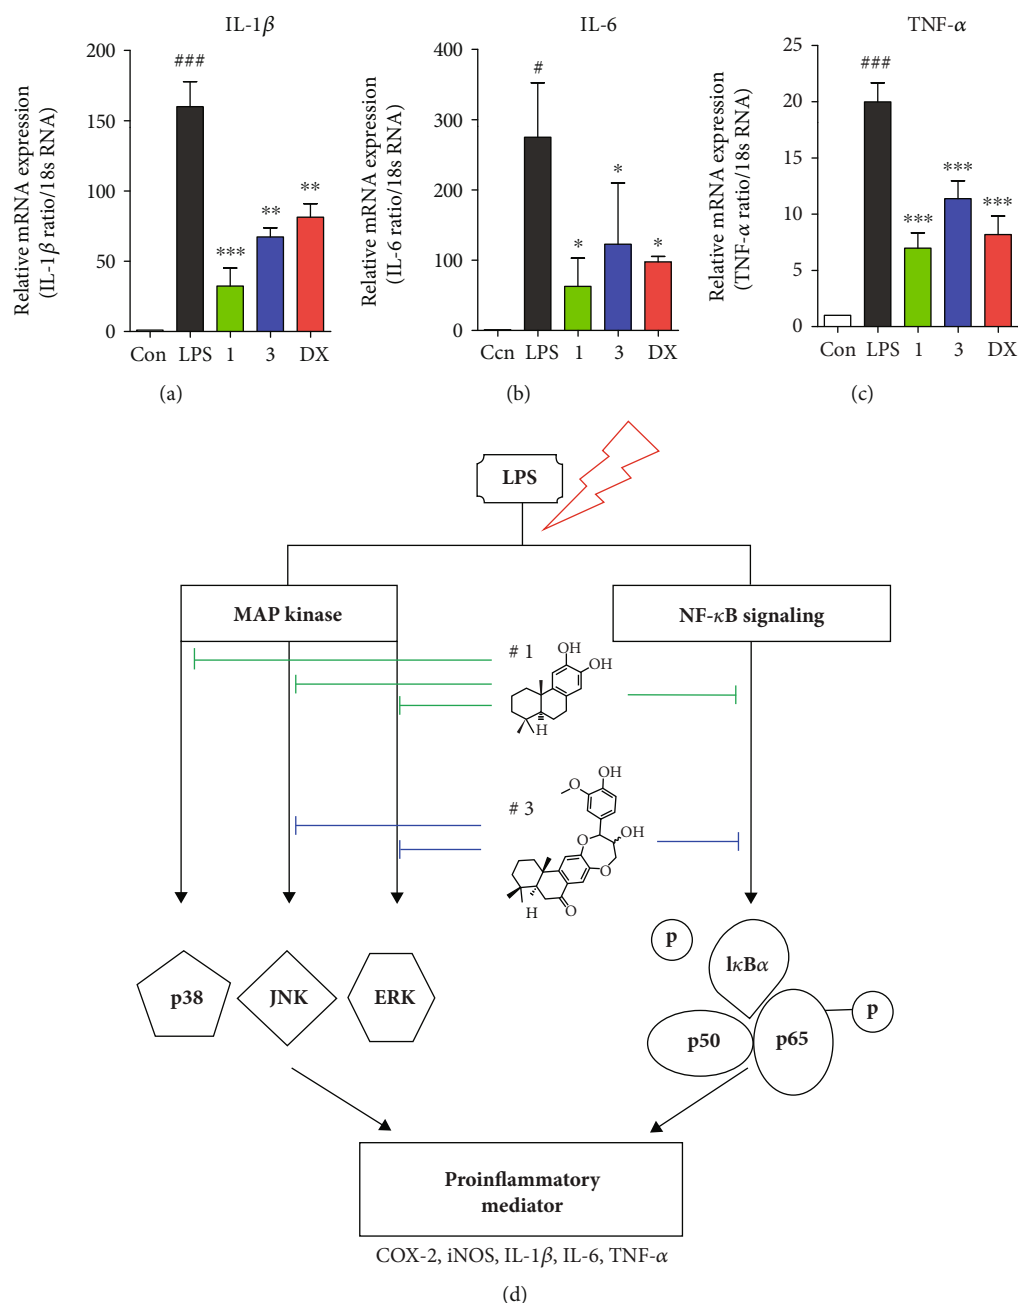 IL-1β
Relative mRNA expression
(IL-1β ratio/18s RNA)
200
150
100
50
0
###
***
**
**
Con LPS 1 3 DX
(a)
IL-6
Relative mRNA expression
(IL-6 ratio/18s RNA)
400
300
200
100
0
#
*
*
*
Ccn LPS 1 3 DX
(b)
TNF-α
Relative mRNA expression
(TNF-α ratio/18s RNA)
25
20
15
10
5
0
###
***
***
***
Con LPS 1 3 DX
(c)
LPS
MAP kinase
NF-κB signaling
# 1
OH
OH
H
# 3
OH
O
O
OH
O
H
O
p38
JNK
ERK
p
lκBα
p50
p65
p
Proinflammatory
mediator
COX-2, iNOS, IL-1β, IL-6, TNF-α
(d)